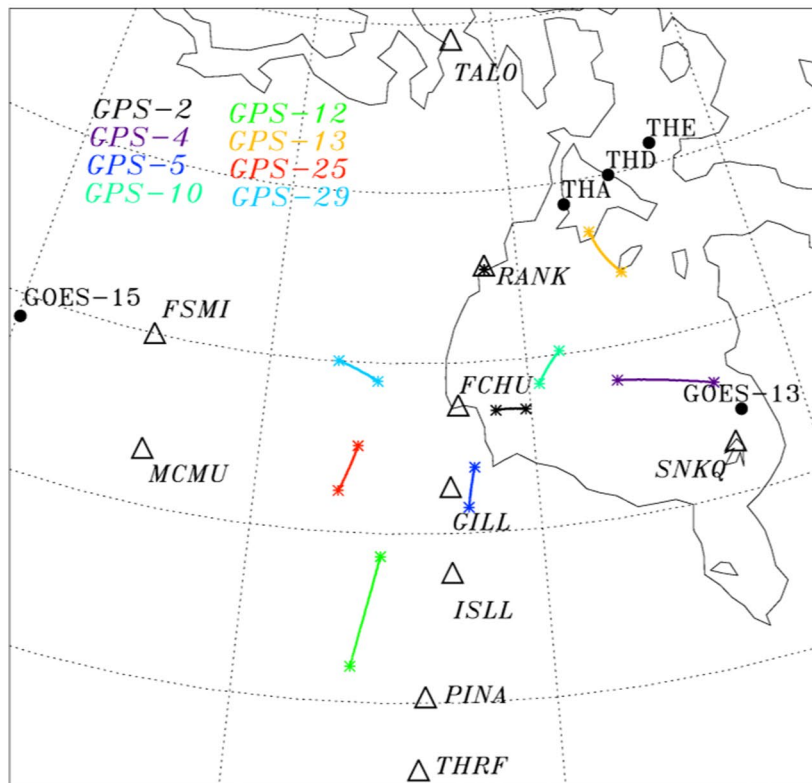 TALO
GPS-2 GPS-12
GPS-4 GPS-13
GPS-5 GPS-25
GPS-10 GPS-29
THE
THD
THA
RANK
GOES-15
FSMI
FCHU
GOES-13
MCMU
SNKQ
GILL
ISLL
PINA
THRF